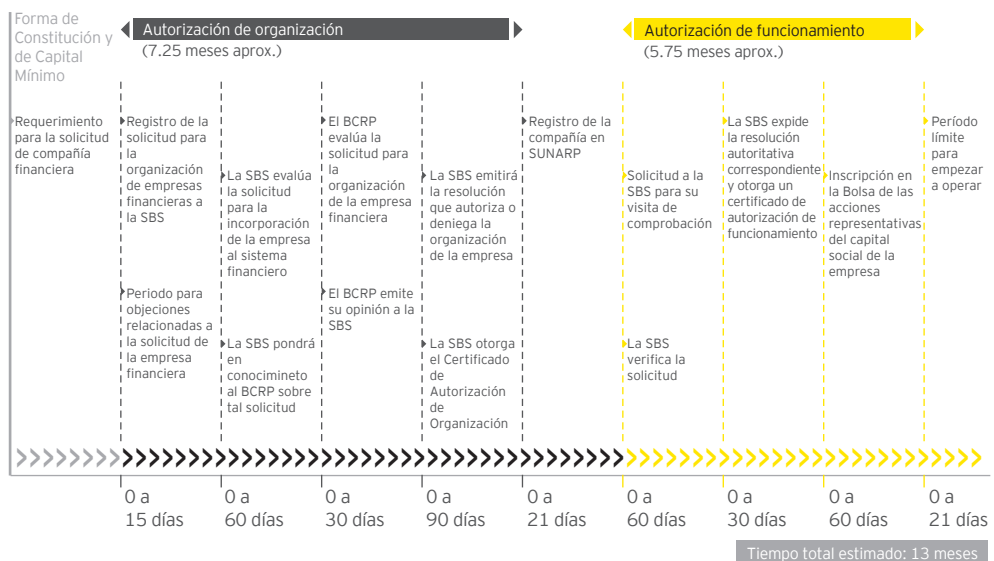 Forma de
Constitución y
de Capital
Mínimo
Autorización de organización
(7.25 meses aprox.)
Autorización de funcionamiento
(5.75 meses aprox.)
Requerimiento
para la solicitud
de compañía
financiera
Registro de la
solicitud para
la
organización
de empresas
financieras a
la SBS
Periodo para
objeciones
relacionadas a
la solicitud de
la empresa
financiera
La SBS evalúa
la solicitud
para la
incorporación
de la empresa
al sistema
financiero
La SBS pondrá
en
conocimineto
al BCRP sobre
tal solicitud
El BCRP
evalúa la
solicitud para
la
organización
de la empresa
financiera
El BCRP emite
su opinión a la
SBS
La SBS emitirá
la resolución
que autoriza o
deniega la
organización
de la empresa
La SBS otorga
el Certificado
de
Autorización
de
Organización
Registro de la
compañía en
SUNARP
Solicitud a la
SBS para su
visita de
comprobación
La SBS
verifica la
solicitud
La SBS expide
la resolución
autoritativa
correspondiente
y otorga un
certificado de
autorización de
funcionamiento
Inscripción en
la Bolsa de las
acciones
representativas
del capital
social de la
empresa
Período
límite
para
empezar
a operar
0 a
15 días
0 a
60 días
0 a
30 días
0 a
90 días
0 a
21 días
0 a
60 días
0 a
30 días
0 a
60 días
0 a
21 días
Tiempo total estimado: 13 meses